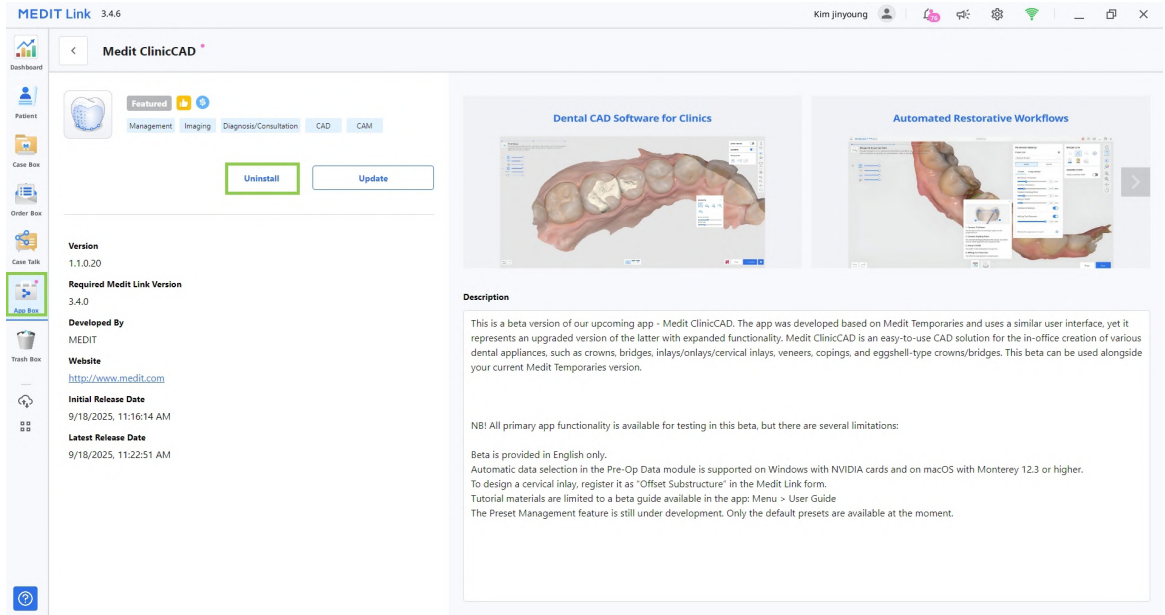 MEDIT Link 3.4.6
Kim jinyoung
76
Dashboard
Patient
Case Box
Order Box
Case Talk
App Box
Trash Box
Medit ClinicCAD
Featured
Management Imaging Diagnosis/Consultation CAD CAM
Uninstall Update
Version
1.1.0.20
Required Medit Link Version
3.4.0
Developed By
MEDIT
Website
http://www.medit.com
Initial Release Date
9/18/2025, 11:16:14 AM
Latest Release Date
9/18/2025, 11:22:51 AM
Dental CAD Software for Clinics
Automated Restorative Workflows
Description
This is a beta version of our upcoming app - Medit ClinicCAD. The app was developed based on Medit Temporaries and uses a similar user interface, yet it
represents an upgraded version of the latter with expanded functionality. Medit ClinicCAD is an easy-to-use CAD solution for the in-office creation of various
dental appliances, such as crowns, bridges, inlays/onlays/cervical inlays, veneers, copings, and eggshell-type crowns/bridges. This beta can be used alongside
your current Medit Temporaries version.
NB! All primary app functionality is available for testing in this beta, but there are several limitations:
Beta is provided in English only.
Automatic data selection in the Pre-Op Data module is supported on Windows with NVIDIA cards and on macOS with Monterey 12.3 or higher.
To design a cervical inlay, register it as "Offset Substructure" in the Medit Link form.
Tutorial materials are limited to a beta guide available in the app: Menu > User Guide
The Preset Management feature is still under development. Only the default presets are available at the moment.